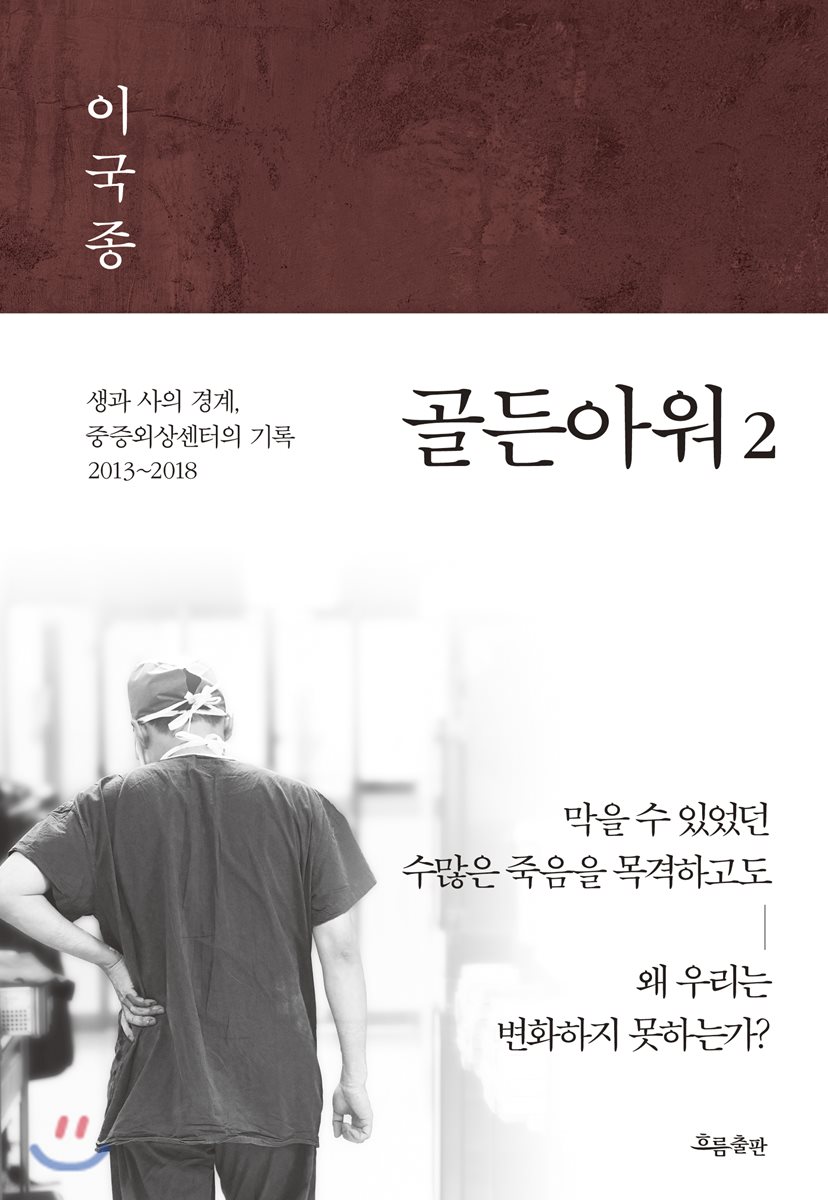 이국종
생과 사의 경계,
중증외상센터의 기록
2013~2018
골든아워 2
막을 수 있었던
수많은 죽음을 목격하고도
왜 우리는
변화하지 못하는가?
흐름출판